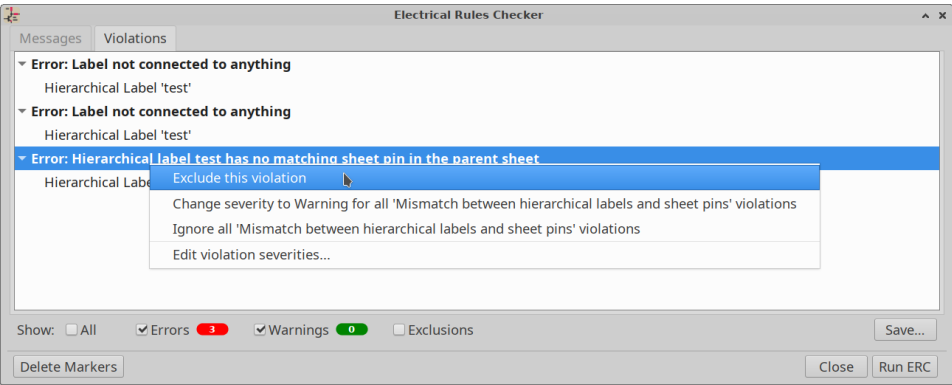 Electrical Rules Checker
Messages Violations
Error: Label not connected to anything
Hierarchical Label 'test'
Error: Label not connected to anything
Hierarchical Label 'test'
Error: Hierarchical label test has no matching sheet pin in the parent sheet
Hierarchical
Exclude this violation
Change severity to Warning for all 'Mismatch between hierarchical labels and sheet pins' violations
Ignore all 'Mismatch between hierarchical labels and sheet pins' violations
Edit violation severities...
Show: All Errors 3 Warnings 0 Exclusions Save...
Delete Markers Close Run ERC